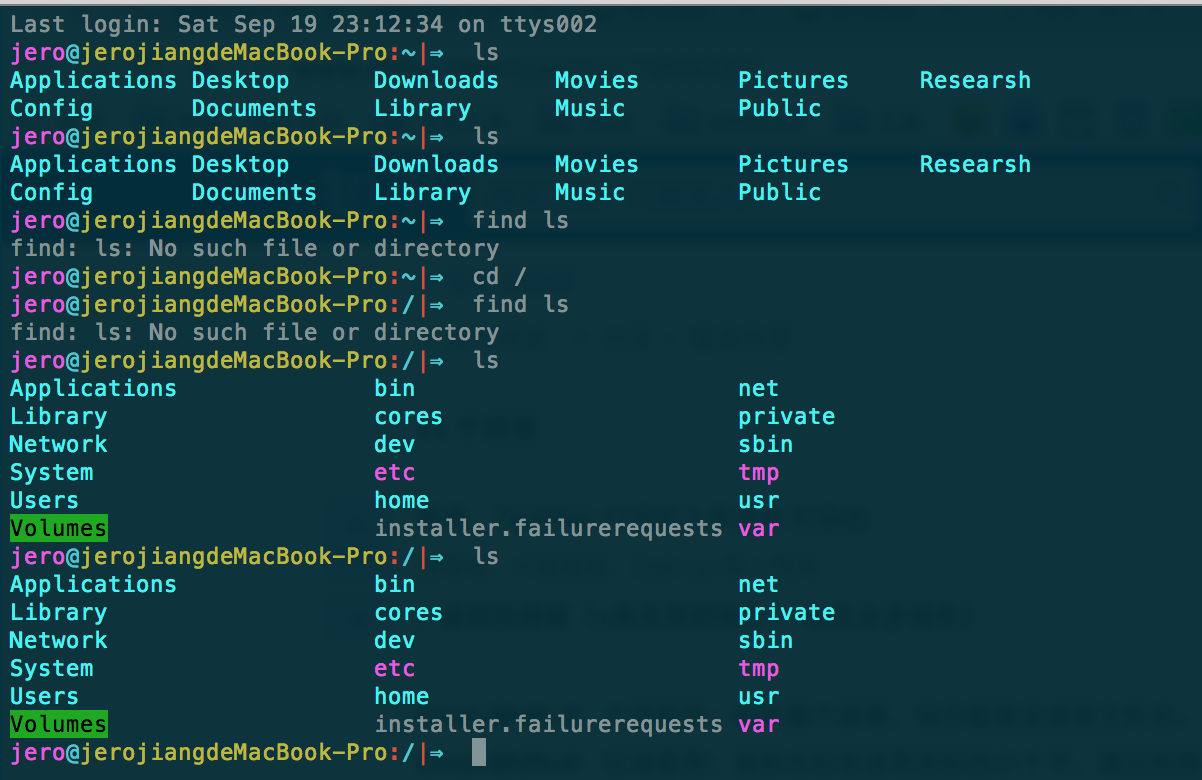 Last login: Sat Sep 19 23:12:34 on ttys002
jero@jerojiangdeMacBook-Pro:~|⇒  ls
Applications Desktop      Downloads    Movies       Pictures     Researsh
Config       Documents    Library      Music        Public
jero@jerojiangdeMacBook-Pro:~|⇒  ls
Applications Desktop      Downloads    Movies       Pictures     Researsh
Config       Documents    Library      Music        Public
jero@jerojiangdeMacBook-Pro:~|⇒  find ls
find: ls: No such file or directory
jero@jerojiangdeMacBook-Pro:~|⇒  cd /
jero@jerojiangdeMacBook-Pro:/|⇒  find ls
find: ls: No such file or directory
jero@jerojiangdeMacBook-Pro:/|⇒  ls
Applications              bin                       net
Library                   cores                     private
Network                   dev                       sbin
System                    etc                       tmp
Users                     home                      usr
Volumes                   installer.failurerequests var
jero@jerojiangdeMacBook-Pro:/|⇒  ls
Applications              bin                       net
Library                   cores                     private
Network                   dev                       sbin
System                    etc                       tmp
Users                     home                      usr
Volumes                   installer.failurerequests var
jero@jerojiangdeMacBook-Pro:/|⇒